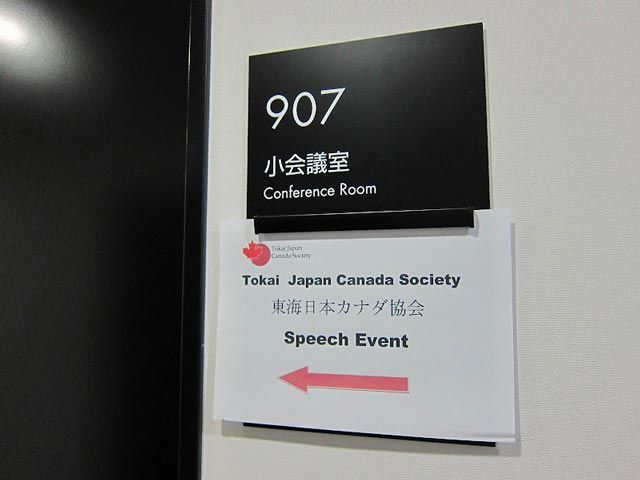 907
小会議室
Conference Room
Tokai Japan
Canada Society
Tokai Japan Canada Society
東海日本カナダ協会
Speech Event